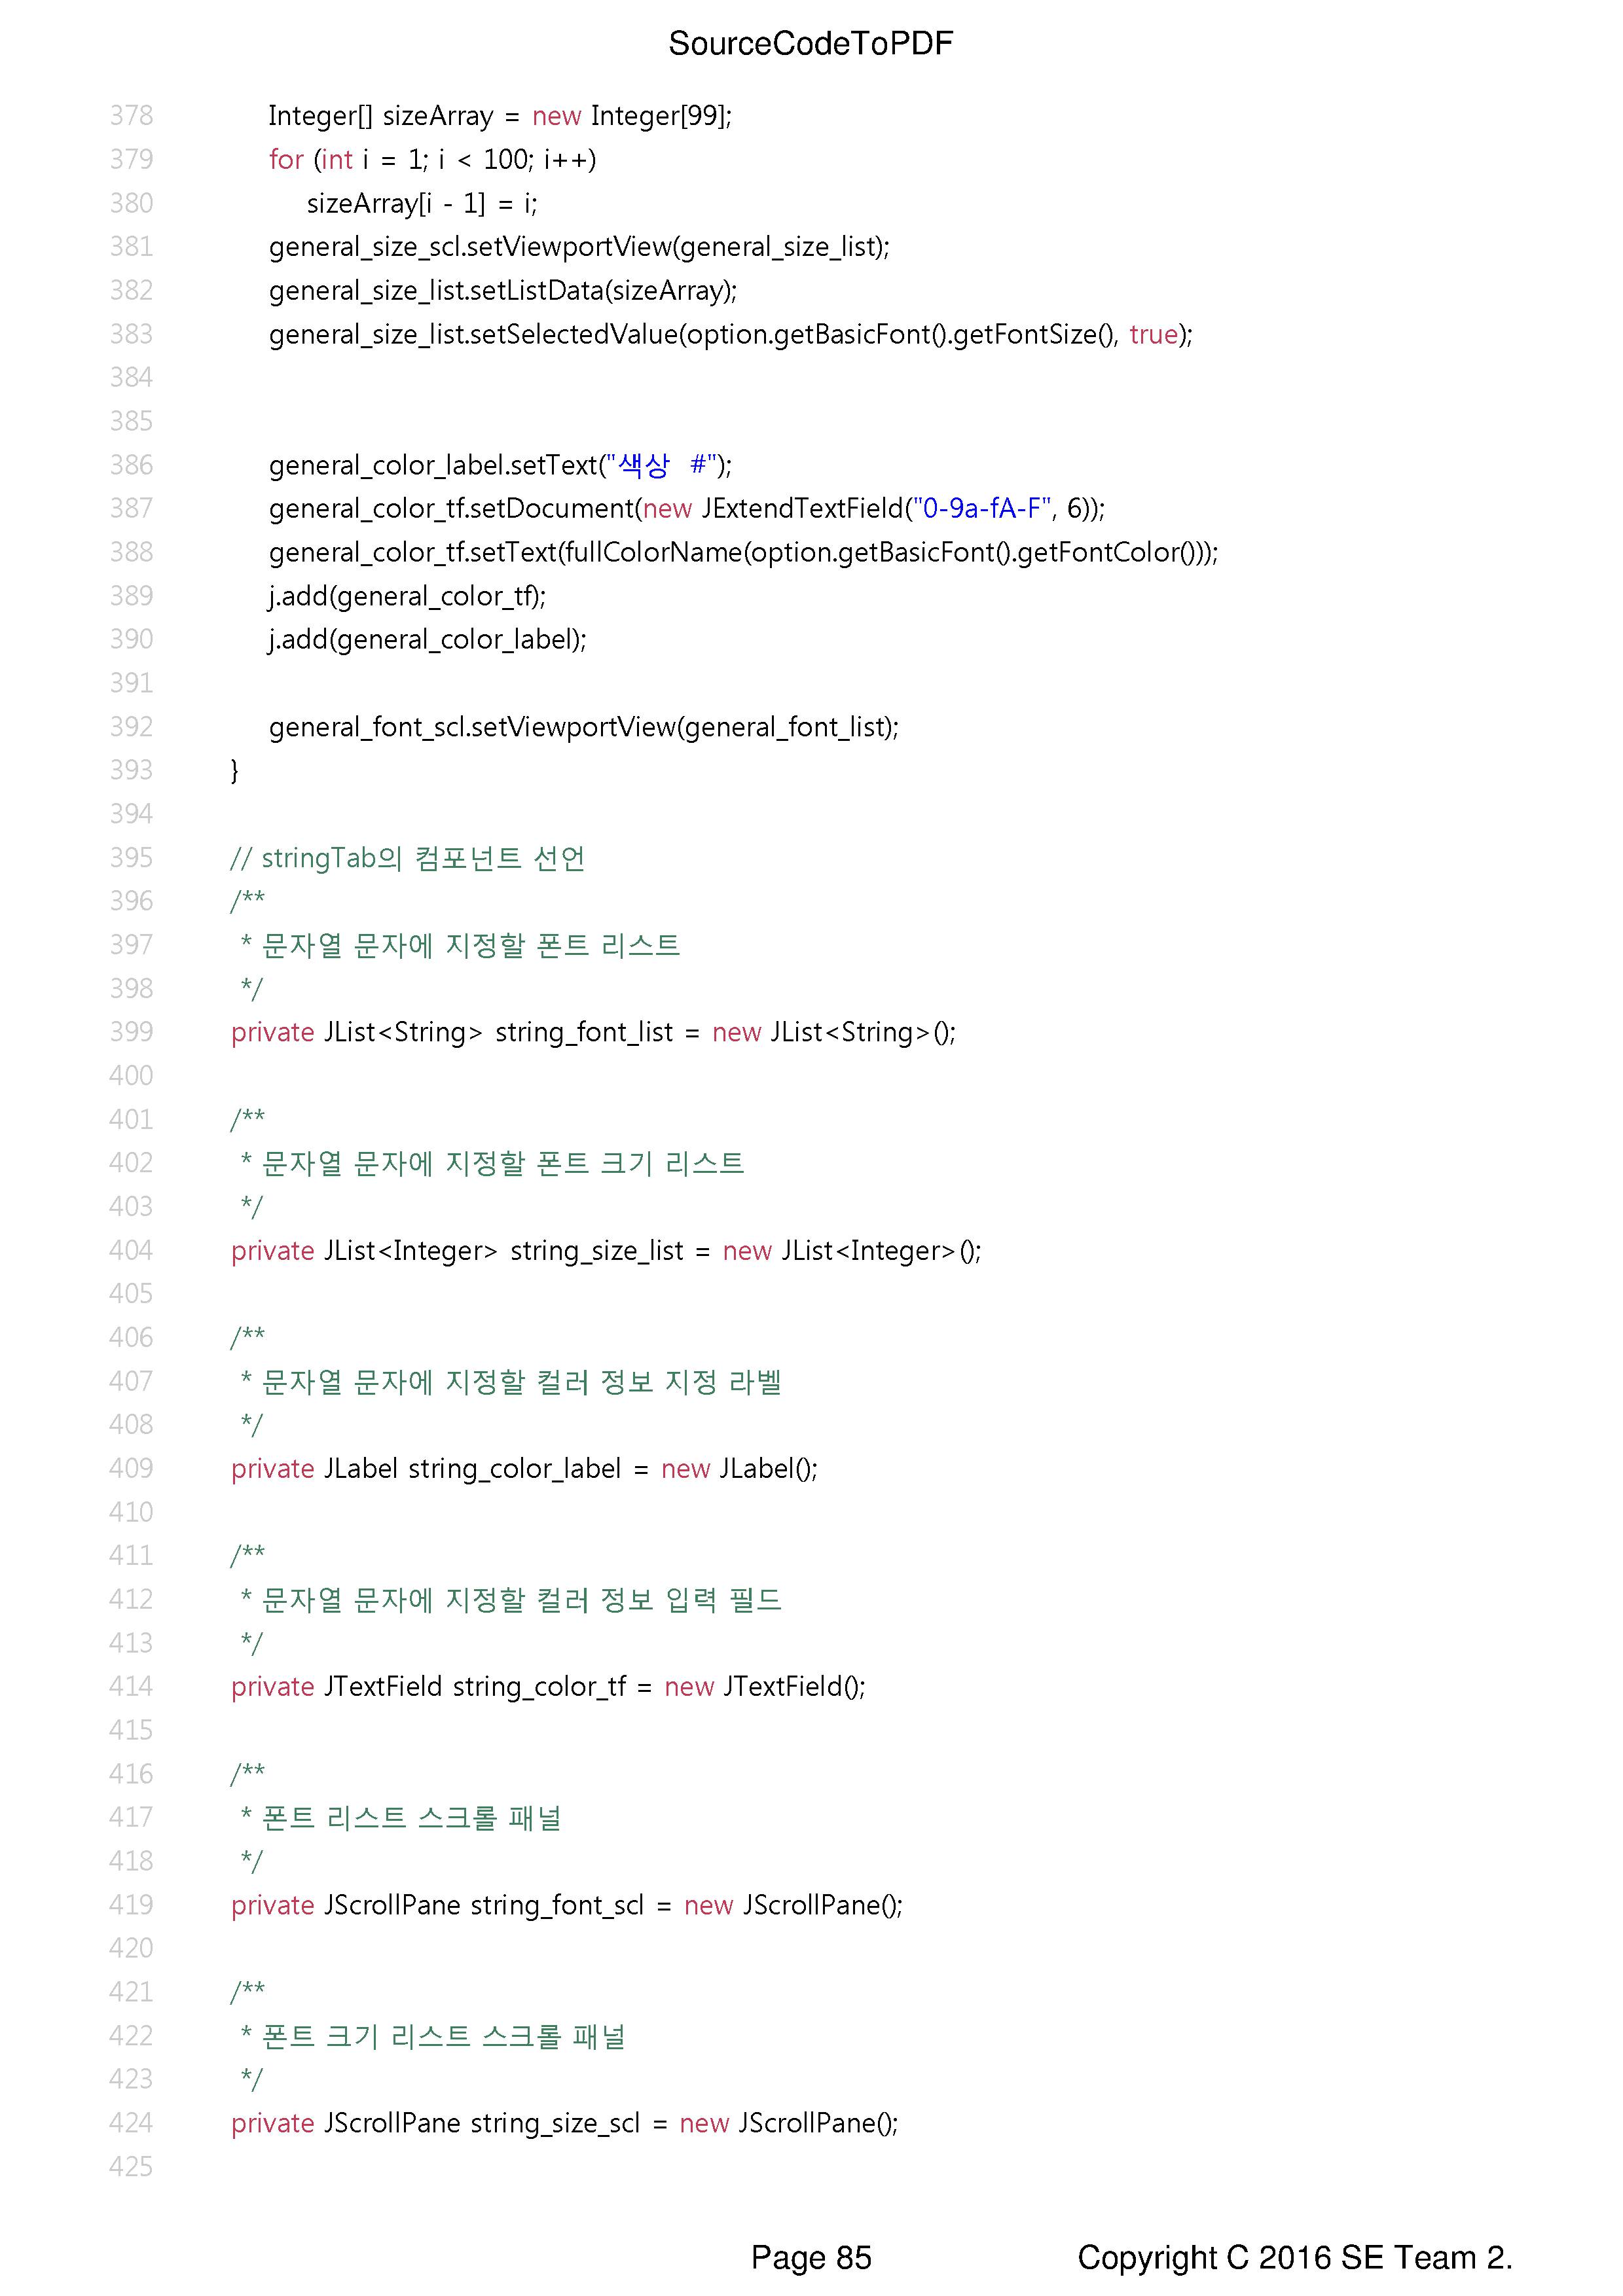 SourceCodeToPDF
378 Integer[] sizeArray = new Integer[99];
379 for (int i = 1; i < 100; i++)
380 sizeArray[i - 1] = i;
381 general_size_scl.setViewportView(general_size_list);
382 general_size_list.setListData(sizeArray);
383 general_size_list.setSelectedValue(option.getBasicFont().getFontSize(), true);
384
385
386 general_color_label.setText("색상  #");
387 general_color_tf.setDocument(new JExtendTextField("0-9a-fA-F", 6));
388 general_color_tf.setText(fullColorName(option.getBasicFont().getFontColor()));
389 j.add(general_color_tf);
390 j.add(general_color_label);
391
392 general_font_scl.setViewportView(general_font_list);
393 }
394
395 // stringTab의 컴포넌트 선언
396 /**
397 * 문자열 문자에 지정할 폰트 리스트
398 */
399 private JList<String> string_font_list = new JList<String>();
400
401 /**
402 * 문자열 문자에 지정할 폰트 크기 리스트
403 */
404 private JList<Integer> string_size_list = new JList<Integer>();
405
406 /**
407 * 문자열 문자에 지정할 컬러 정보 지정 라벨
408 */
409 private JLabel string_color_label = new JLabel();
410
411 /**
412 * 문자열 문자에 지정할 컬러 정보 입력 필드
413 */
414 private JTextField string_color_tf = new JTextField();
415
416 /**
417 * 폰트 리스트 스크롤 패널
418 */
419 private JScrollPane string_font_scl = new JScrollPane();
420
421 /**
422 * 폰트 크기 리스트 스크롤 패널
423 */
424 private JScrollPane string_size_scl = new JScrollPane();
425
Page 85 Copyright C 2016 SE Team 2.